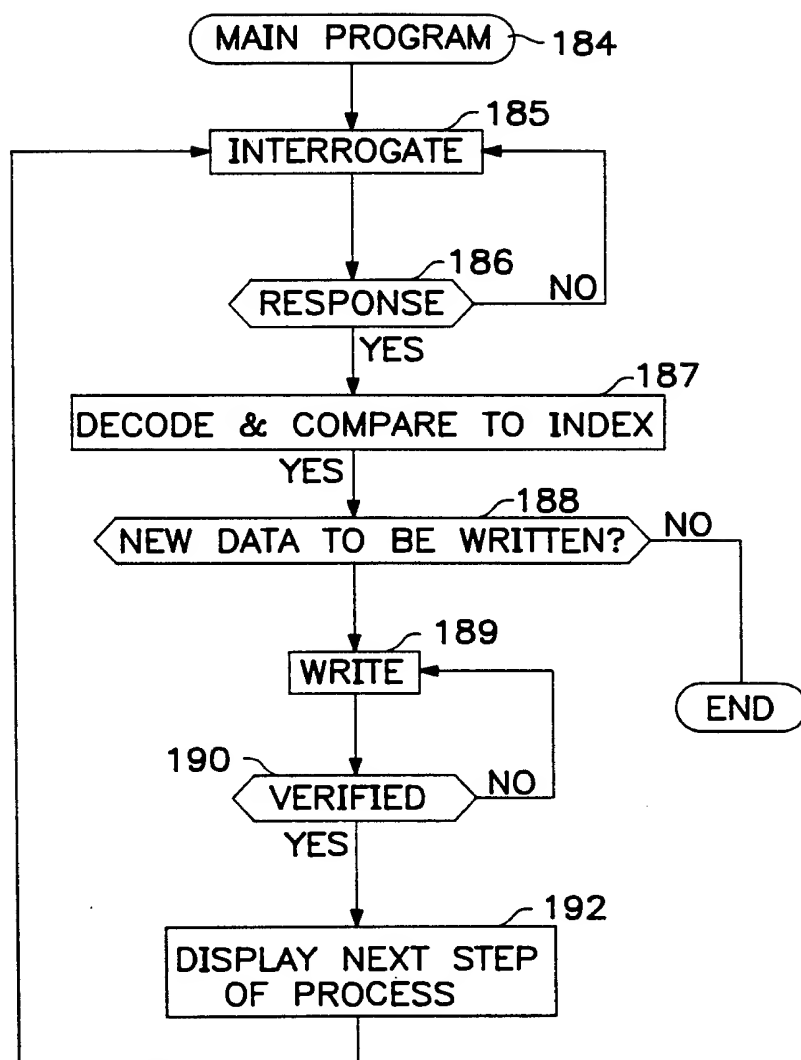 MAIN PROGRAM
184
185
INTERROGATE
186
RESPONSE
NO
YES
187
DECODE & COMPARE TO INDEX
YES
188
NEW DATA TO BE WRITTEN?
NO
189
WRITE
END
190
VERIFIED
NO
YES
192
DISPLAY NEXT STEP
OF PROCESS